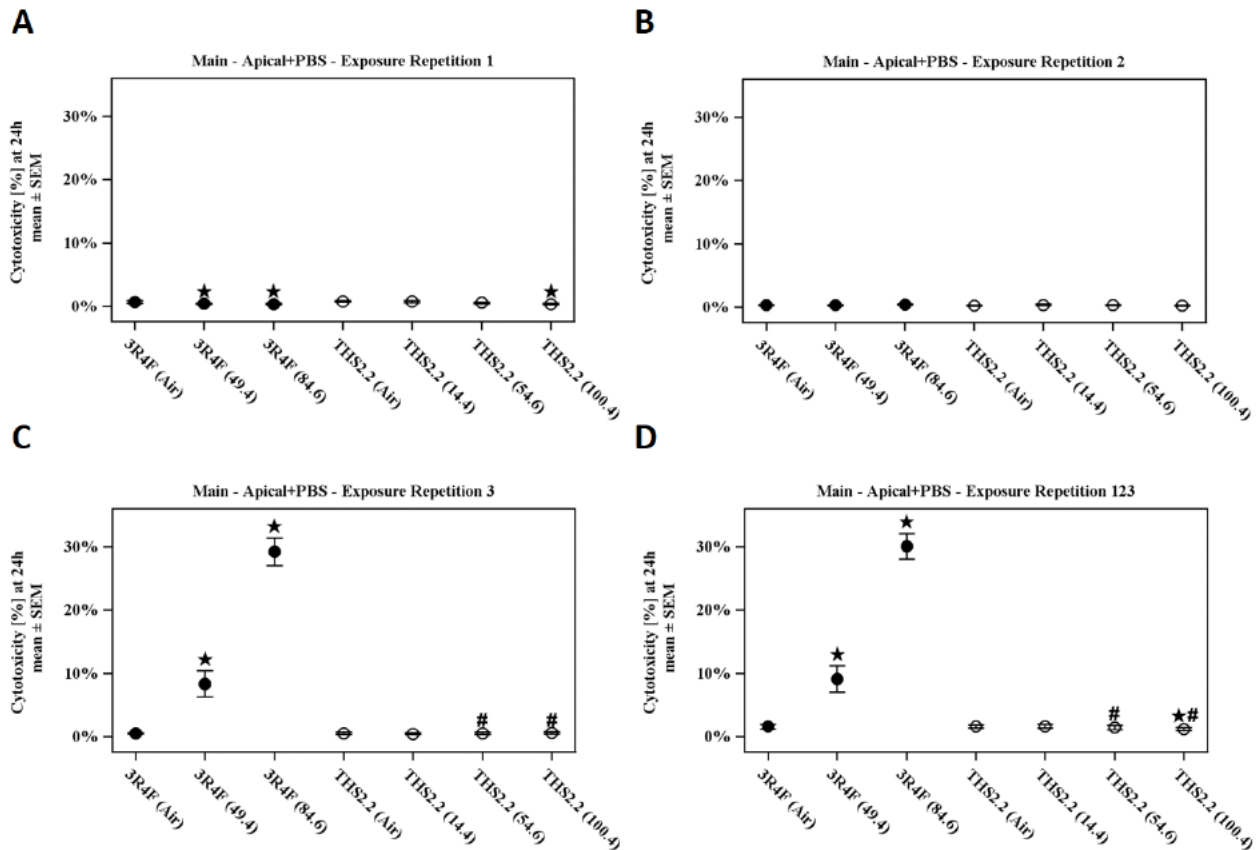 A
Main - Apical+PBS - Exposure Repetition 1
Cytotoxicity [%] at 24h
mean ± SEM
30%
20%
10%
0%
★ ★ ★
3R4F (Air)
3R4F (49.4)
3R4F (84.6)
THS2.2 (Air)
THS2.2 (14.4)
THS2.2 (54.6)
THS2.2 (100.4)
B
Main - Apical+PBS - Exposure Repetition 2
Cytotoxicity [%] at 24h
mean ± SEM
30%
20%
10%
0%
3R4F (Air)
3R4F (49.4)
3R4F (84.6)
THS2.2 (Air)
THS2.2 (14.4)
THS2.2 (54.6)
THS2.2 (100.4)
C
Main - Apical+PBS - Exposure Repetition 3
Cytotoxicity [%] at 24h
mean ± SEM
30%
20%
10%
0%
★
★
# #
3R4F (Air)
3R4F (49.4)
3R4F (84.6)
THS2.2 (Air)
THS2.2 (14.4)
THS2.2 (54.6)
THS2.2 (100.4)
D
Main - Apical+PBS - Exposure Repetition 123
Cytotoxicity [%] at 24h
mean ± SEM
30%
20%
10%
0%
★
★
# ★#
3R4F (Air)
3R4F (49.4)
3R4F (84.6)
THS2.2 (Air)
THS2.2 (14.4)
THS2.2 (54.6)
THS2.2 (100.4)